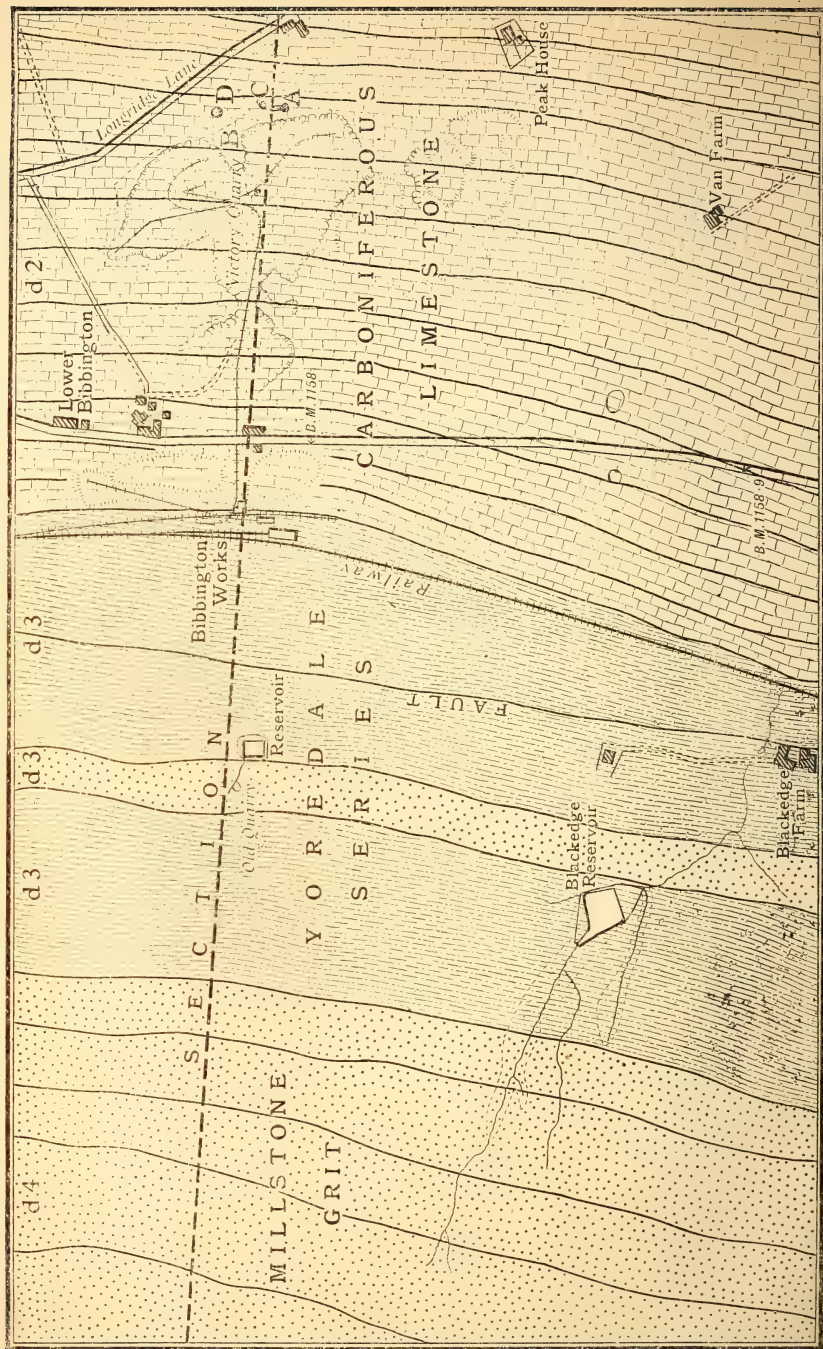 d4
d3
d3
d3
d2
Lower
Bibbington
Longridge Lane
SECTION
Bibbington
Works
Victory Quarry
B
D
C
A
Old Quarry
Reservoir
B.M. 1158
MILLSTONE
GRIT
YOREDALE
SERIES
CARBONIFEROUS
LIMESTONE
Railway
FAULT
Peak House
Blackedge
Reservoir
Van Farm
B.M. 1158·9
Blackedge
Farm